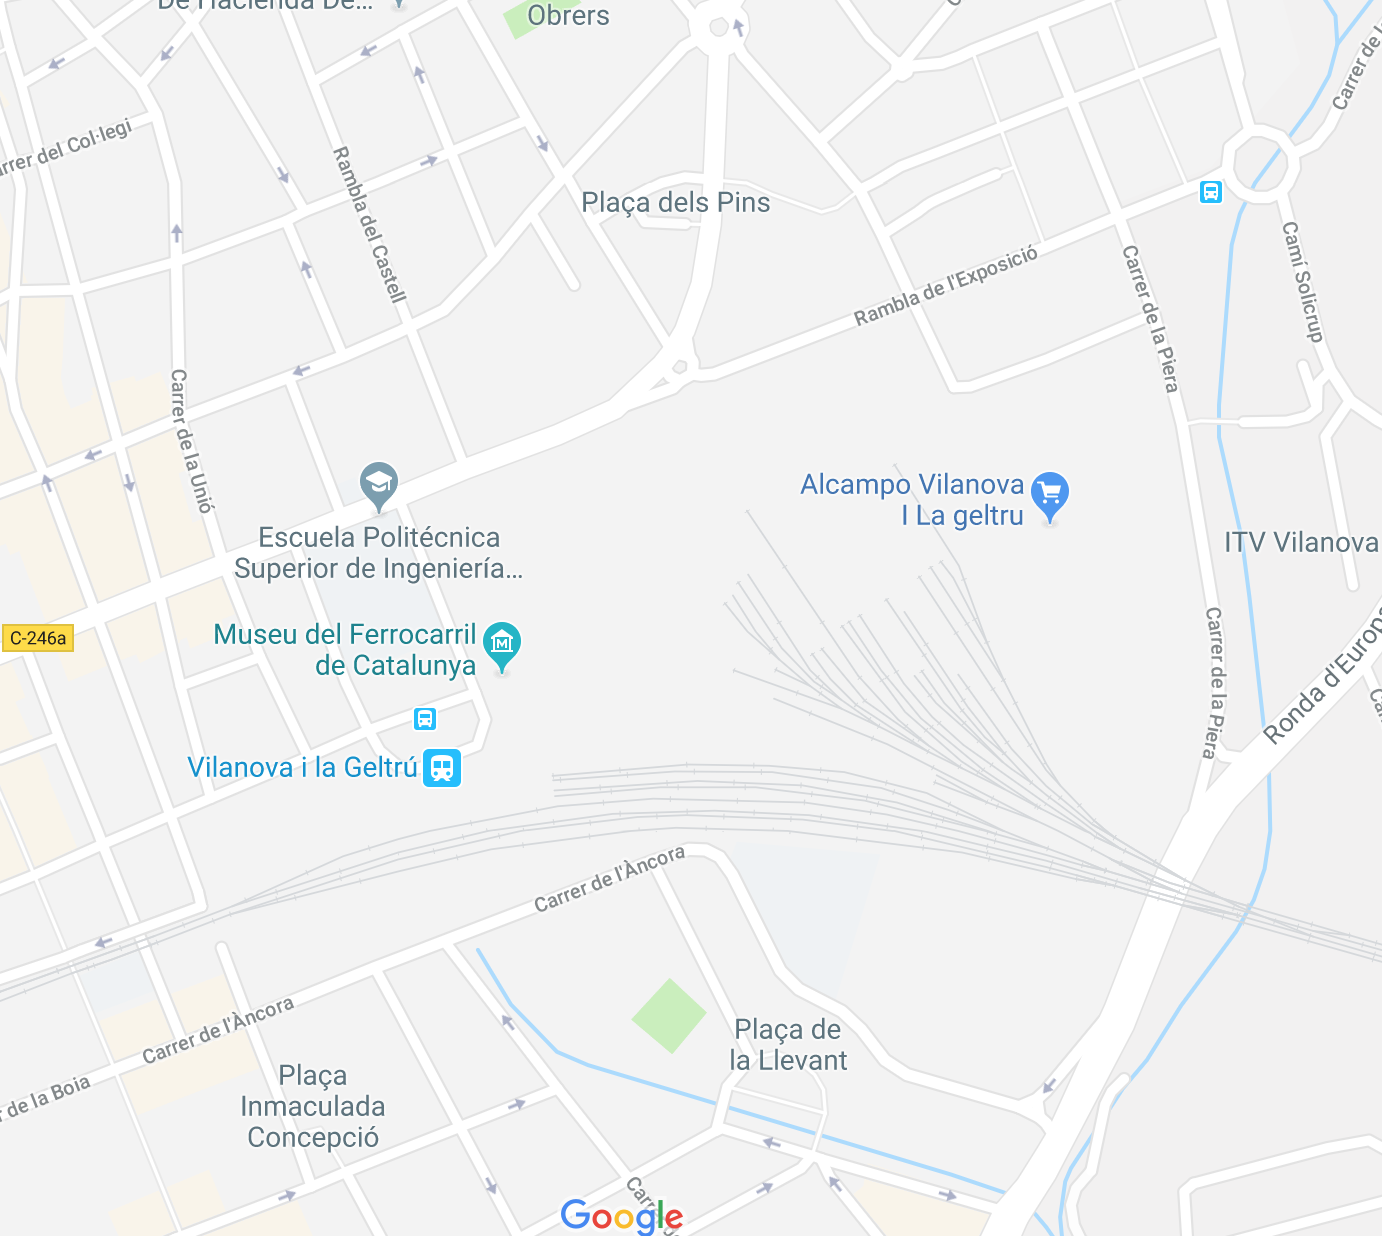 De Hacienda De...
Obrers
Carrer de la
Carrer del Col·legi
Rambla del Castell
Plaça dels Pins
Rambla de l'Exposició
Carrer de la Piera
Camí Solicrup
Carrer de la Unió
Alcampo Vilanova
I La geltru
Escuela Politécnica
Superior de Ingeniería...
ITV Vilanova
C-246a
Museu del Ferrocarril
de Catalunya
M
Carrer de la Piera
Ronda d'Europa
Vilanova i la Geltrú
Carrer de l'Àncora
Carrer de l'Àncora
Plaça de
la Llevant
r de la Boia
Plaça
Inmaculada
Concepció
Google